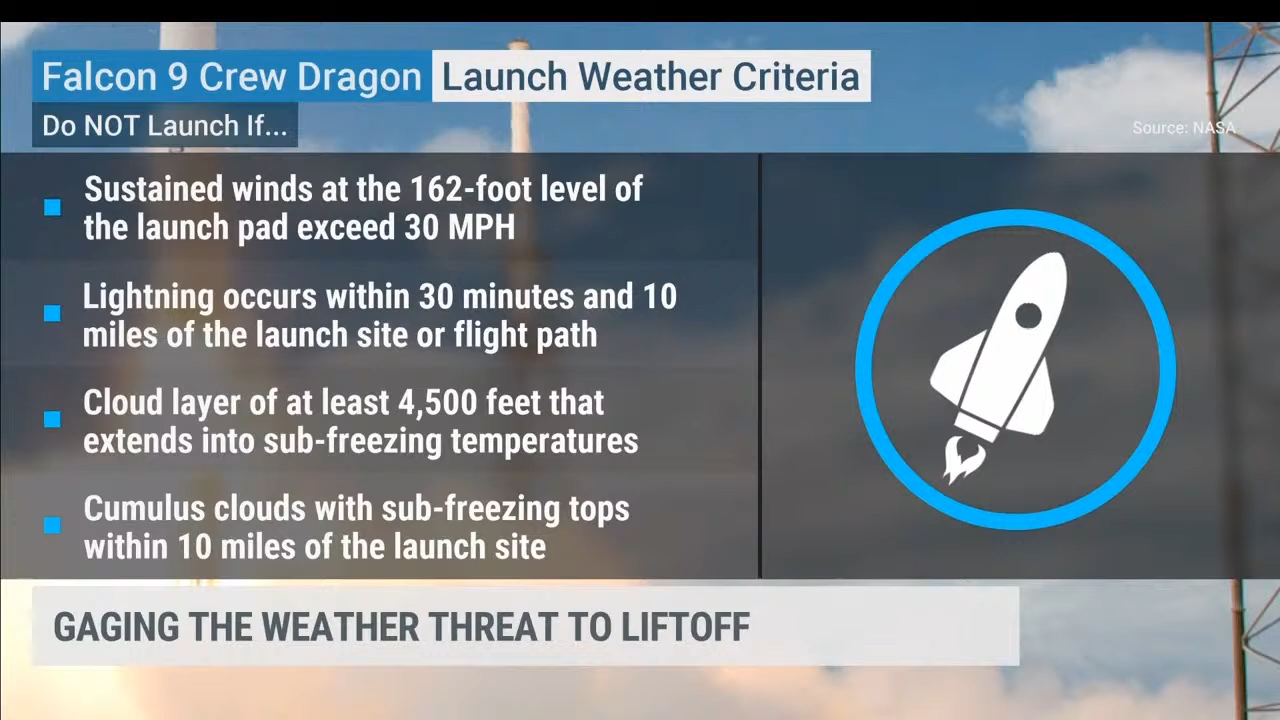 Falcon 9 Crew Dragon Launch Weather Criteria
Do NOT Launch If...
Source: NASA
Sustained winds at the 162-foot level of
the launch pad exceed 30 MPH
Lightning occurs within 30 minutes and 10
miles of the launch site or flight path
Cloud layer of at least 4,500 feet that
extends into sub-freezing temperatures
Cumulus clouds with sub-freezing tops
within 10 miles of the launch site
GAGING THE WEATHER THREAT TO LIFTOFF